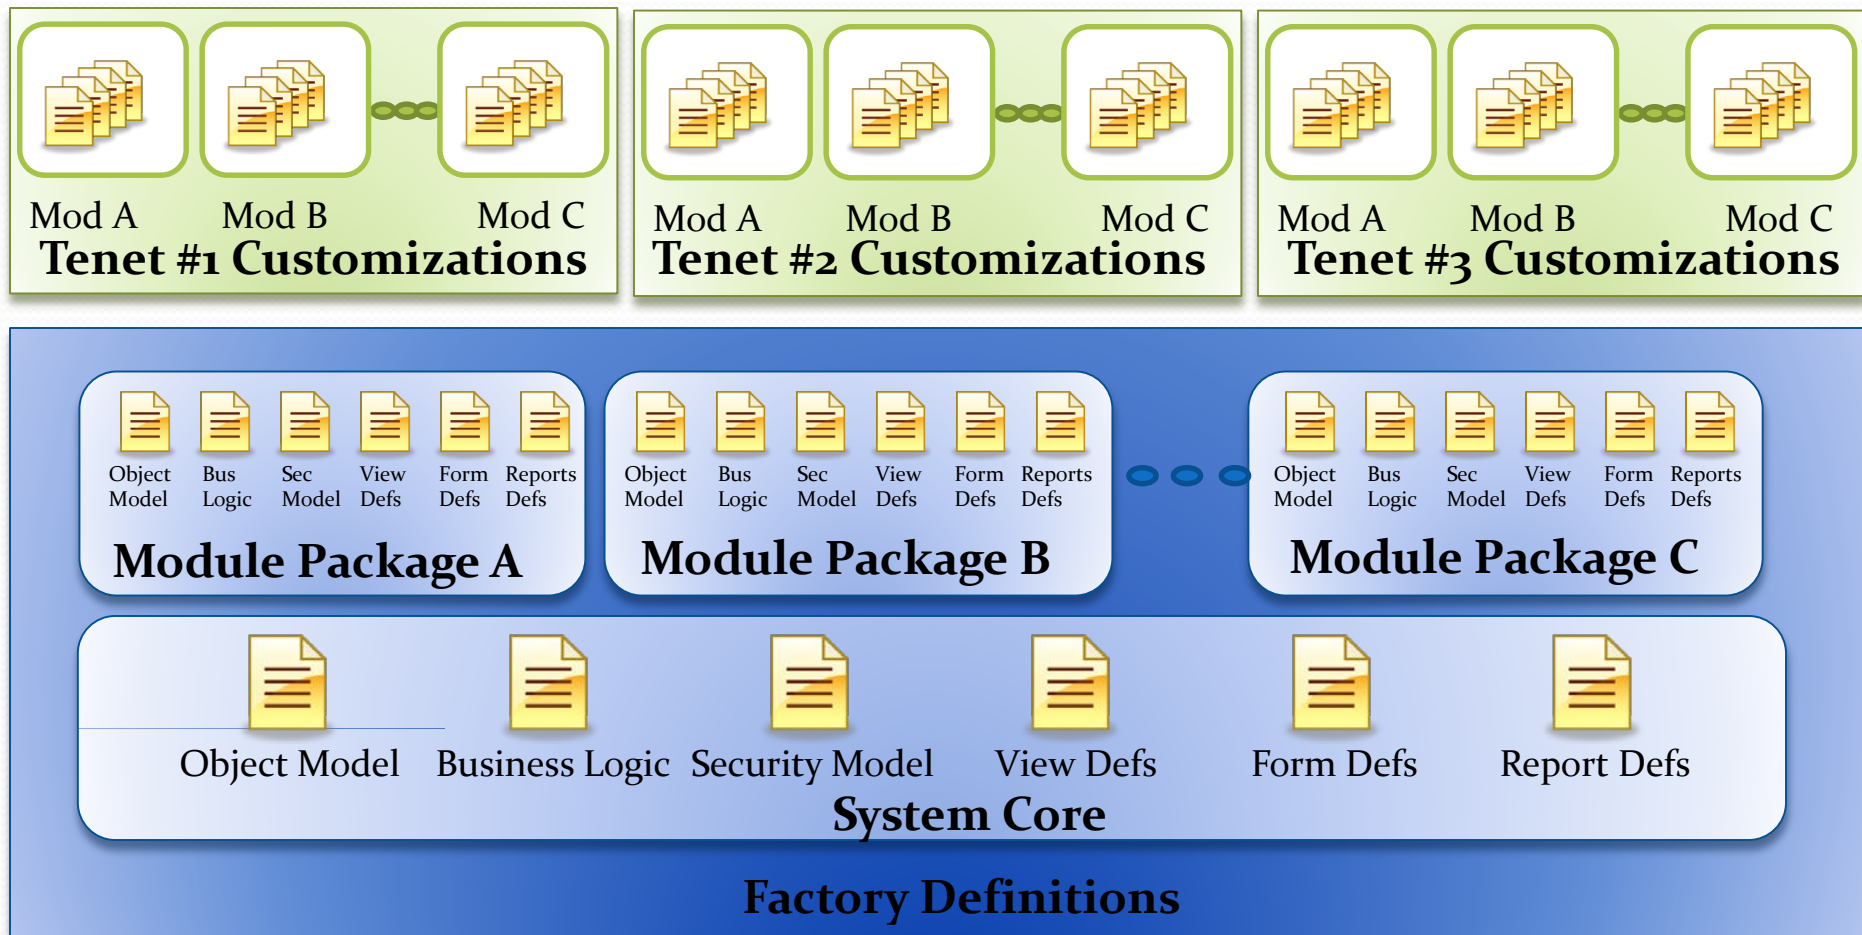 Mod A
Mod B
Mod C
Tenet #1 Customizations
Mod A
Mod B
Mod C
Tenet #2 Customizations
Mod A
Mod B
Mod C
Tenet #3 Customizations
Object
Model
Bus
Logic
Sec
Model
View
Defs
Form
Defs
Reports
Defs
Module Package A
Object
Model
Bus
Logic
Sec
Model
View
Defs
Form
Defs
Reports
Defs
Module Package B
Object
Model
Bus
Logic
Sec
Model
View
Defs
Form
Defs
Reports
Defs
Module Package C
Object Model
Business Logic
Security Model
View Defs
Form Defs
Report Defs
System Core
Factory Definitions